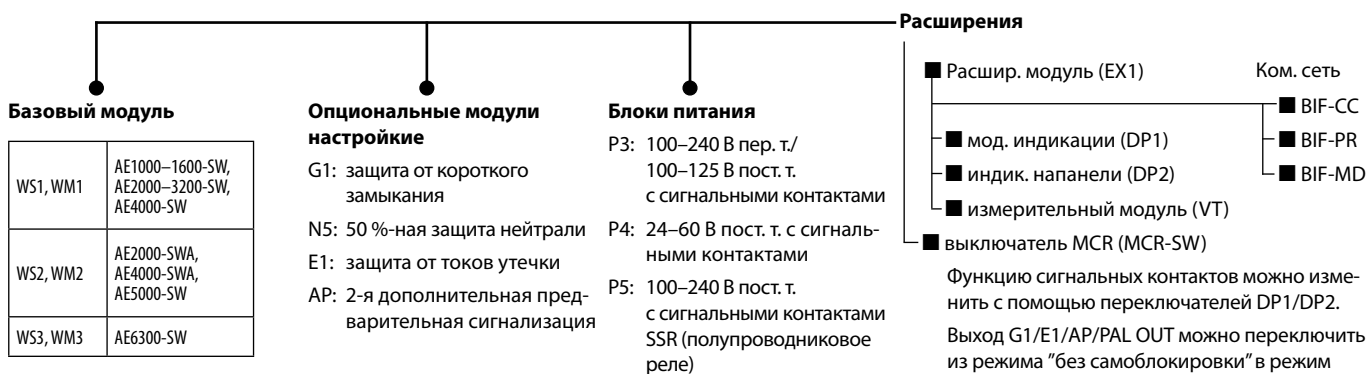 Базовый модуль
WS1, WM1
AE1000–1600-SW,
AE2000–3200-SW,
AE4000-SW
WS2, WM2
AE2000-SWA,
AE4000-SWA,
AE5000-SW
WS3, WM3
AE6300-SW
Опциональные модули
настройкие
G1: защита от короткого
замыкания
N5: 50 %-ная защита нейтрали
E1: защита от токов утечки
AP: 2-я дополнительная пред-
варительная сигнализация
Блоки питания
P3: 100–240 В пер. т./
100–125 В пост. т.
с сигнальными контактами
P4: 24–60 В пост. т. с сигналь-
ными контактами
P5: 100–240 В пост. т.
с сигнальными контактами
SSR (полупроводниковое
реле)
Расширения
Расшир. модуль (EX1)
Ком. сеть
BIF-CC
BIF-PR
BIF-MD
мод. индикации (DP1)
индик. напанели (DP2)
измерительный модуль (VT)
выключатель MCR (MCR-SW)
Функцию сигнальных контактов можно изме-
нить с помощью переключателей DP1/DP2.
Выход G1/E1/AP/PAL OUT можно переключить
из режима "без самоблокировки" в режим